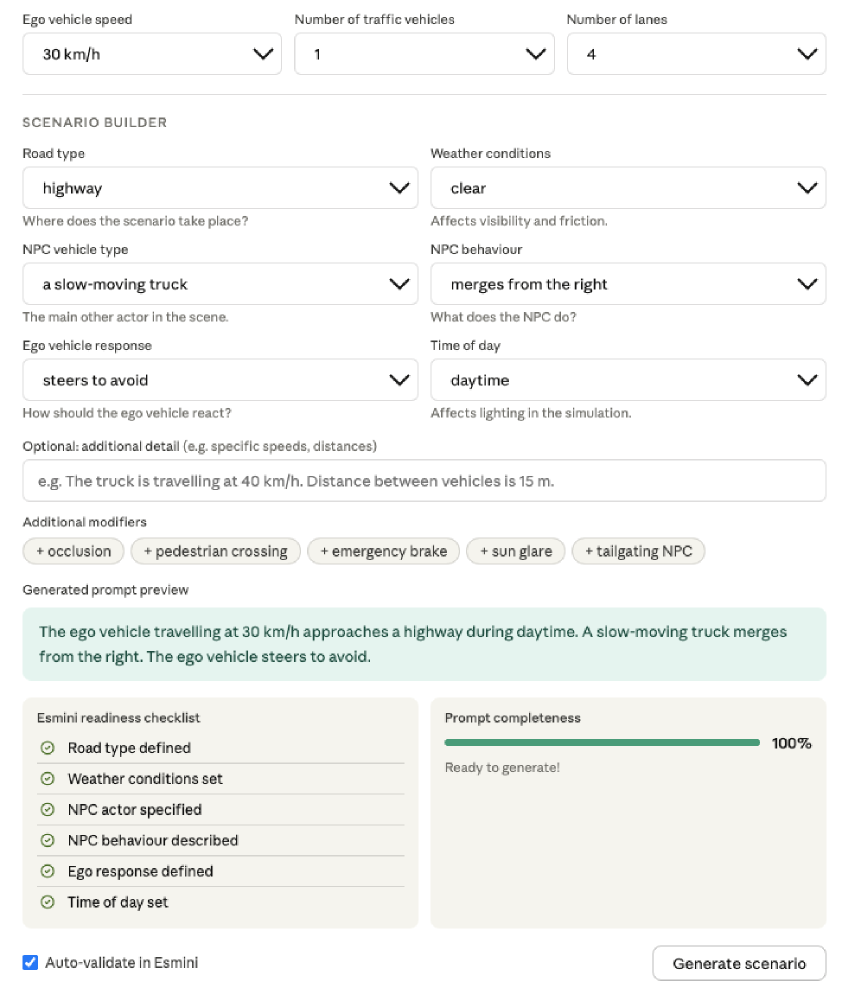 Ego vehicle speed
Number of traffic vehicles
Number of lanes
30 km/h
1
4
SCENARIO BUILDER
Road type
Weather conditions
highway
clear
Where does the scenario take place?
Affects visibility and friction.
NPC vehicle type
NPC behaviour
a slow-moving truck
merges from the right
The main other actor in the scene.
What does the NPC do?
Ego vehicle response
Time of day
steers to avoid
daytime
How should the ego vehicle react?
Affects lighting in the simulation.
Optional: additional detail (e.g. specific speeds, distances)
e.g. The truck is travelling at 40 km/h. Distance between vehicles is 15 m.
Additional modifiers
+ occlusion
+ pedestrian crossing
+ emergency brake
+ sun glare
+ tailgating NPC
Generated prompt preview
The ego vehicle travelling at 30 km/h approaches a highway during daytime. A slow-moving truck merges
from the right. The ego vehicle steers to avoid.
Esmini readiness checklist
Road type defined
Weather conditions set
NPC actor specified
NPC behaviour described
Ego response defined
Time of day set
Prompt completeness
100%
Ready to generate!
Auto-validate in Esmini
Generate scenario